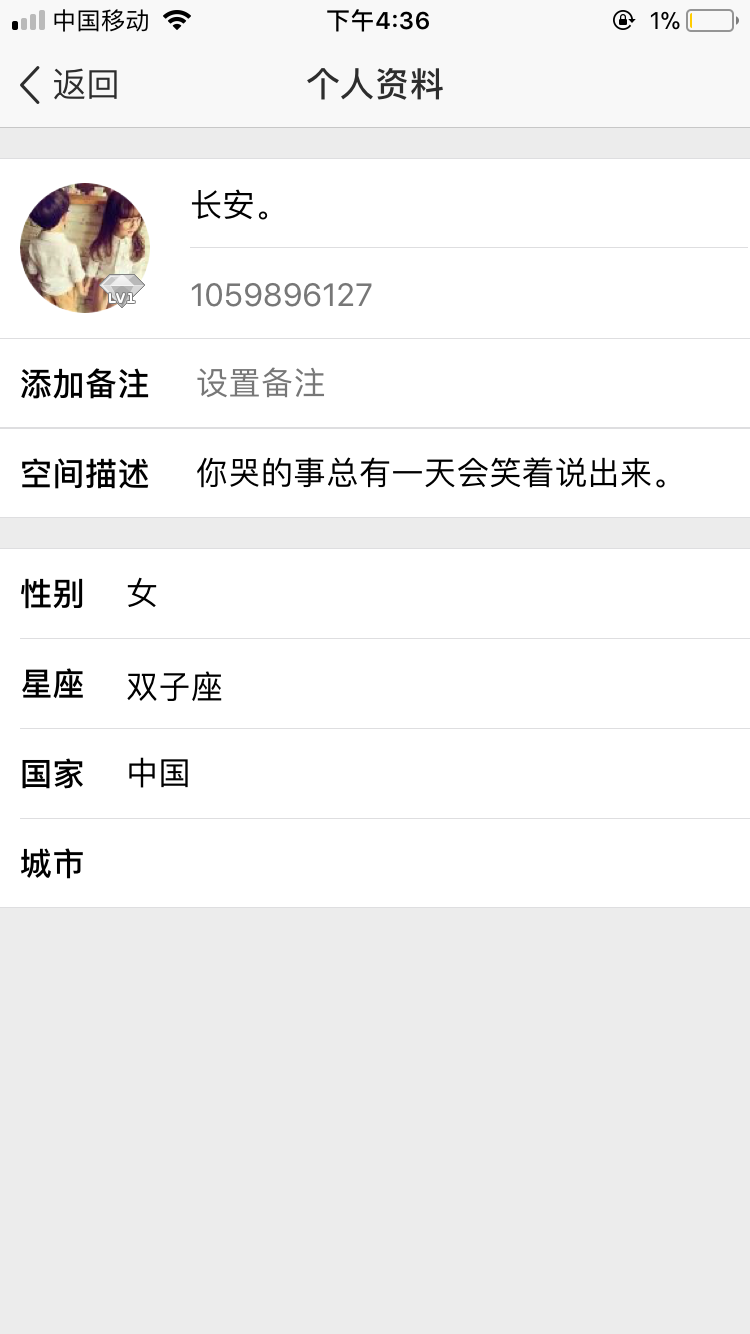 中国移动 下午4:36 1%
返回 个人资料
长安。
LV1
1059896127
添加备注 设置备注
空间描述 你哭的事总有一天会笑着说出来。
性别 女
星座 双子座
国家 中国
城市